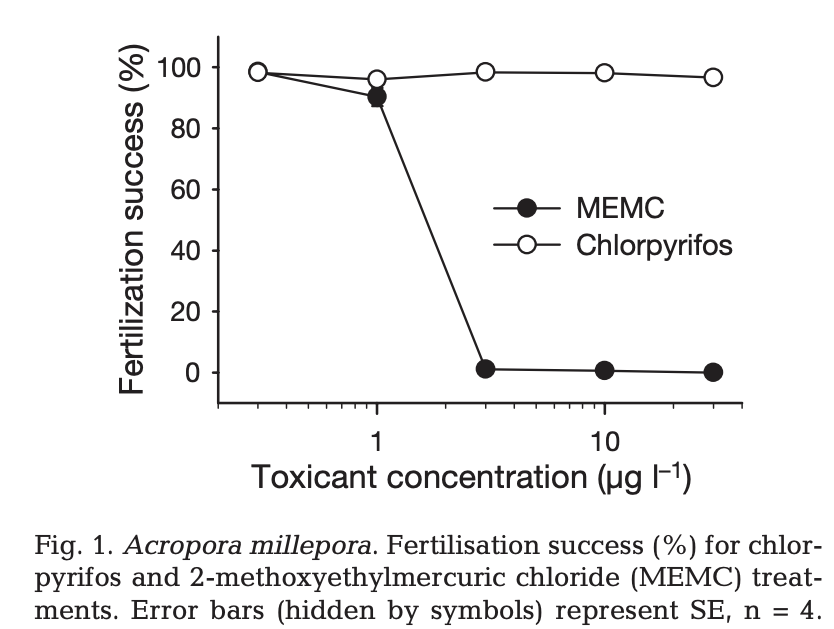 Fertilization success (%)
100
80
60
40
20
0
MEMC
Chlorpyrifos
1
10
Toxicant concentration (µg l⁻¹)
Fig. 1. Acropora millepora. Fertilisation success (%) for chlor-
pyrifos and 2-methoxyethylmercuric chloride (MEMC) treat-
ments. Error bars (hidden by symbols) represent SE, n = 4.